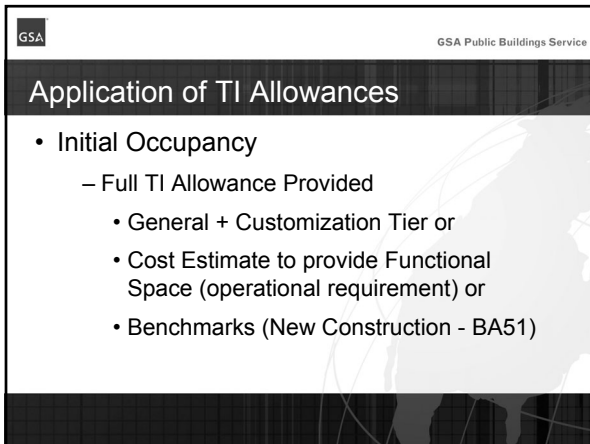 GSA
GSA Public Buildings Service
Application of TI Allowances
• Initial Occupancy
– Full TI Allowance Provided
• General + Customization Tier or
• Cost Estimate to provide Functional
Space (operational requirement) or
• Benchmarks (New Construction - BA51)